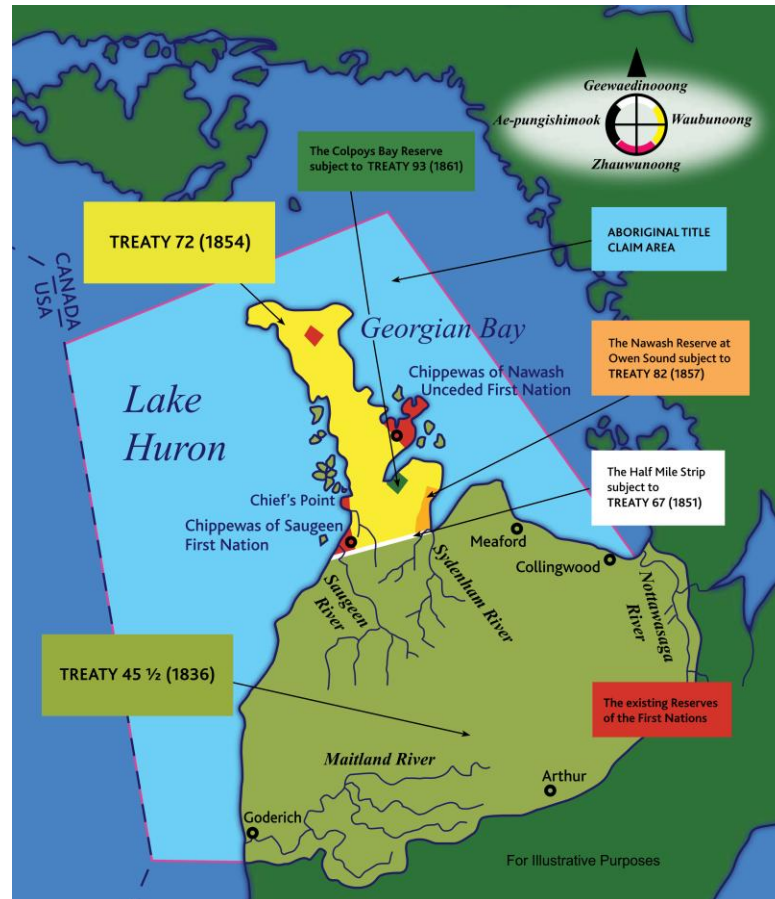 Geewaedinooong
Ae-pungishimook
Waubunoong
Zhauwunoong
The Colpoys Bay Reserve
subject to TREATY 93 (1861)
TREATY 72 (1854)
ABORIGINAL TITLE
CLAIM AREA
CANADA
USA
Georgian Bay
The Nawash Reserve at
Owen Sound subject to
TREATY 82 (1857)
Chippewas of Nawash
Unceded First Nation
Lake
Huron
The Half Mile Strip
subject to
TREATY 67 (1851)
Chief's Point
Chippewas of Saugeen
First Nation
Meaford
Collingwood
Saugeen
River
Sydenham River
Nottawasaga
River
TREATY 45 ½ (1836)
The existing Reserves
of the First Nations
Maitland River
Arthur
Goderich
For Illustrative Purposes